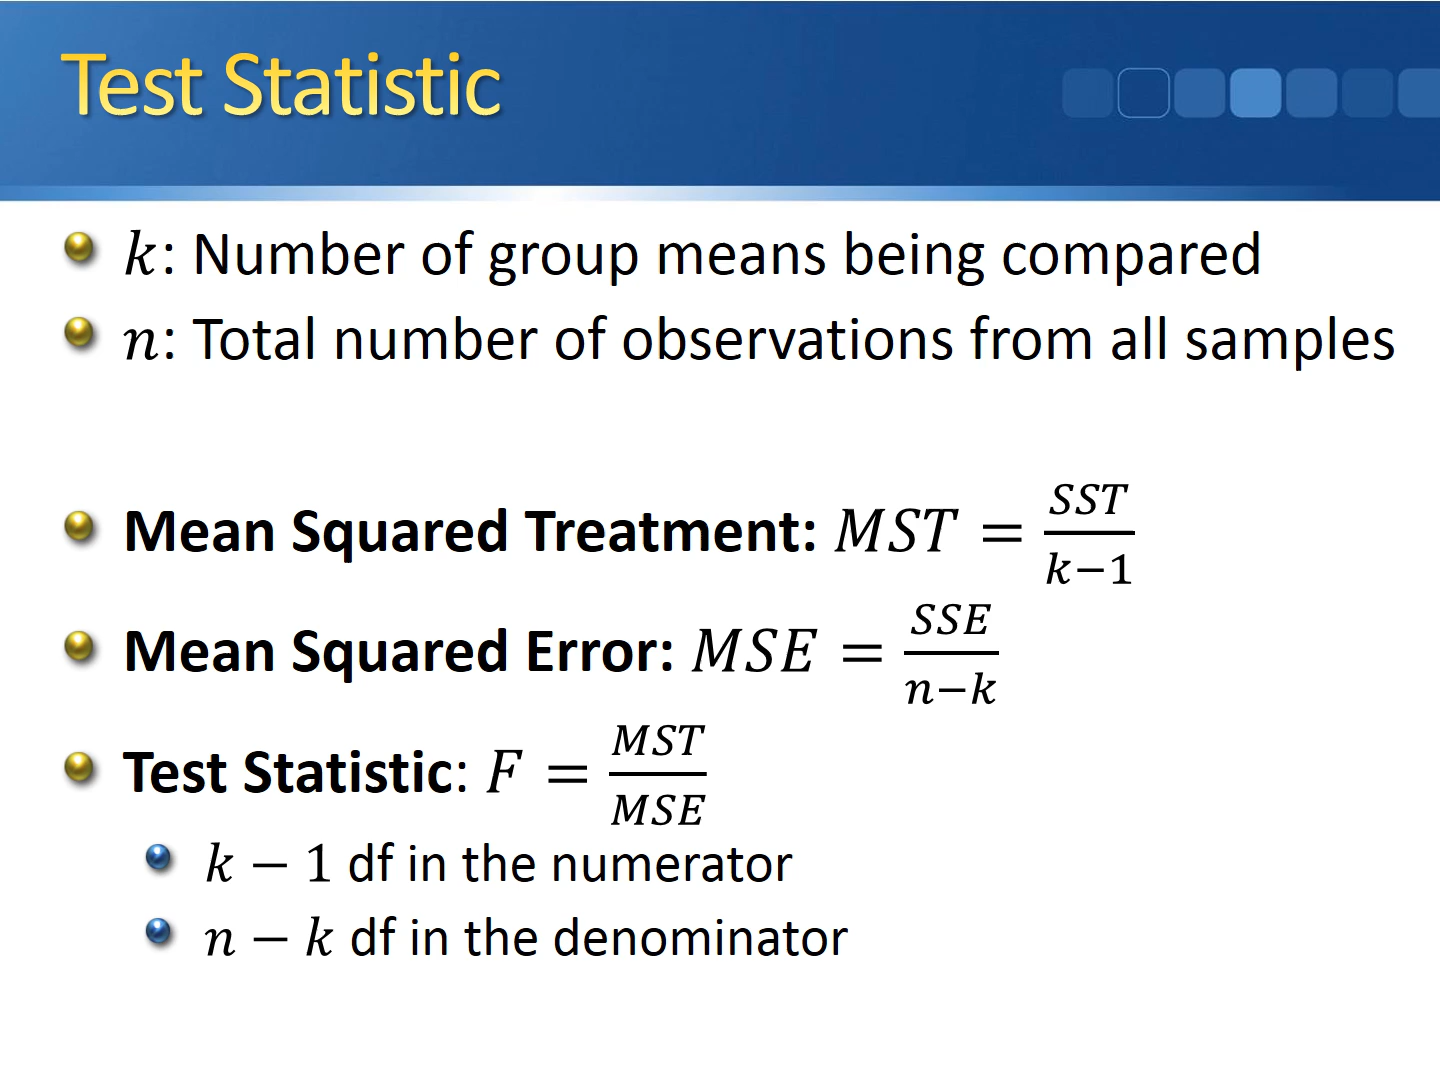 Test Statistic
k: Number of group means being compared
n: Total number of observations from all samples
Mean Squared Treatment: MST = SST/(k−1)
Mean Squared Error: MSE = SSE/(n−k)
Test Statistic: F = MST/MSE
k − 1 df in the numerator
n − k df in the denominator